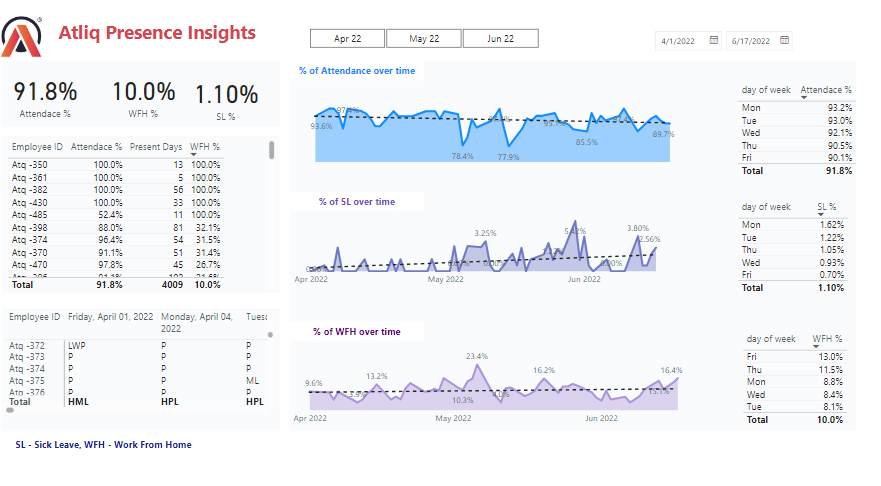 Atliq Presence Insights
Apr 22
May 22
Jun 22
4/1/2022
6/17/2022
91.8%
Attendace %
10.0%
WFH %
1.10%
SL %
Employee ID Attendace % Present Days WFH %
Atq -350 100.0% 13 100.0%
Atq -361 100.0% 5 100.0%
Atq -382 100.0% 56 100.0%
Atq -430 100.0% 33 100.0%
Atq -485 52.4% 11 100.0%
Atq -398 88.0% 81 32.1%
Atq -374 96.4% 54 31.5%
Atq -370 91.1% 51 31.4%
Atq -470 97.8% 45 26.7%
Total 91.8% 4009 10.0%
Employee ID Friday, April 01, 2022 Monday, April 04, 2022
Atq -372 LWP P P
Atq -373 P P P
Atq -374 P P P
Atq -375 P P ML
Atq -376 P P P
Total HML HPL HPL
SL - Sick Leave, WFH - Work From Home
% of Attendance over time
93.6%
78.4%
77.9%
85.5%
89.7%
% of SL over time
3.25%
3.80%
2.56%
Apr 2022
May 2022
Jun 2022
% of WFH over time
9.6%
13.2%
10.3%
23.4%
16.2%
15.1%
16.4%
Apr 2022
May 2022
Jun 2022
day of week Attendance %
Mon 93.2%
Tue 93.0%
Wed 92.1%
Thu 90.5%
Fri 90.1%
Total 91.8%
day of week SL %
Mon 1.62%
Tue 1.22%
Thu 1.05%
Wed 0.93%
Fri 0.70%
Total 1.10%
day of week WFH %
Fri 13.0%
Thu 11.5%
Mon 8.8%
Wed 8.4%
Tue 8.1%
Total 10.0%